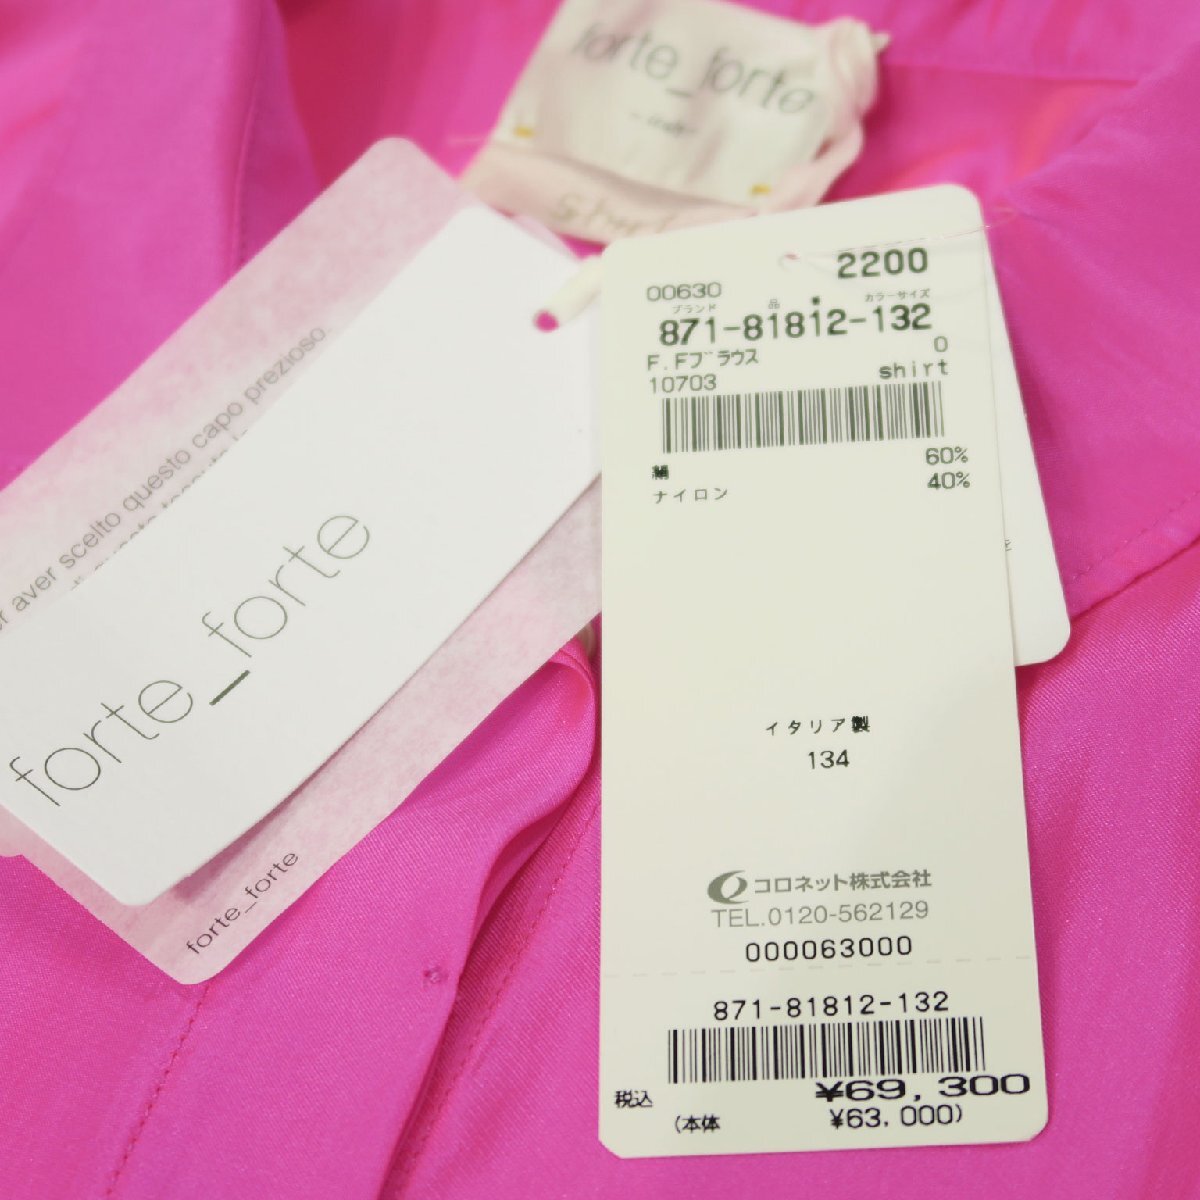 forte_forte
2200
00630
ブランド 品 カラーサイズ
871-81812-132
F.Fブラウス 0
10703 shirt
絹 60%
ナイロン 40%
を
イタリア製
134
コロネット株式会社
TEL.0120-562129
000063000
871-81812-132
税込 ¥69,300
(本体 ¥63,000)
aver scelto questo capo prezioso.
forte_forte
forte_forte